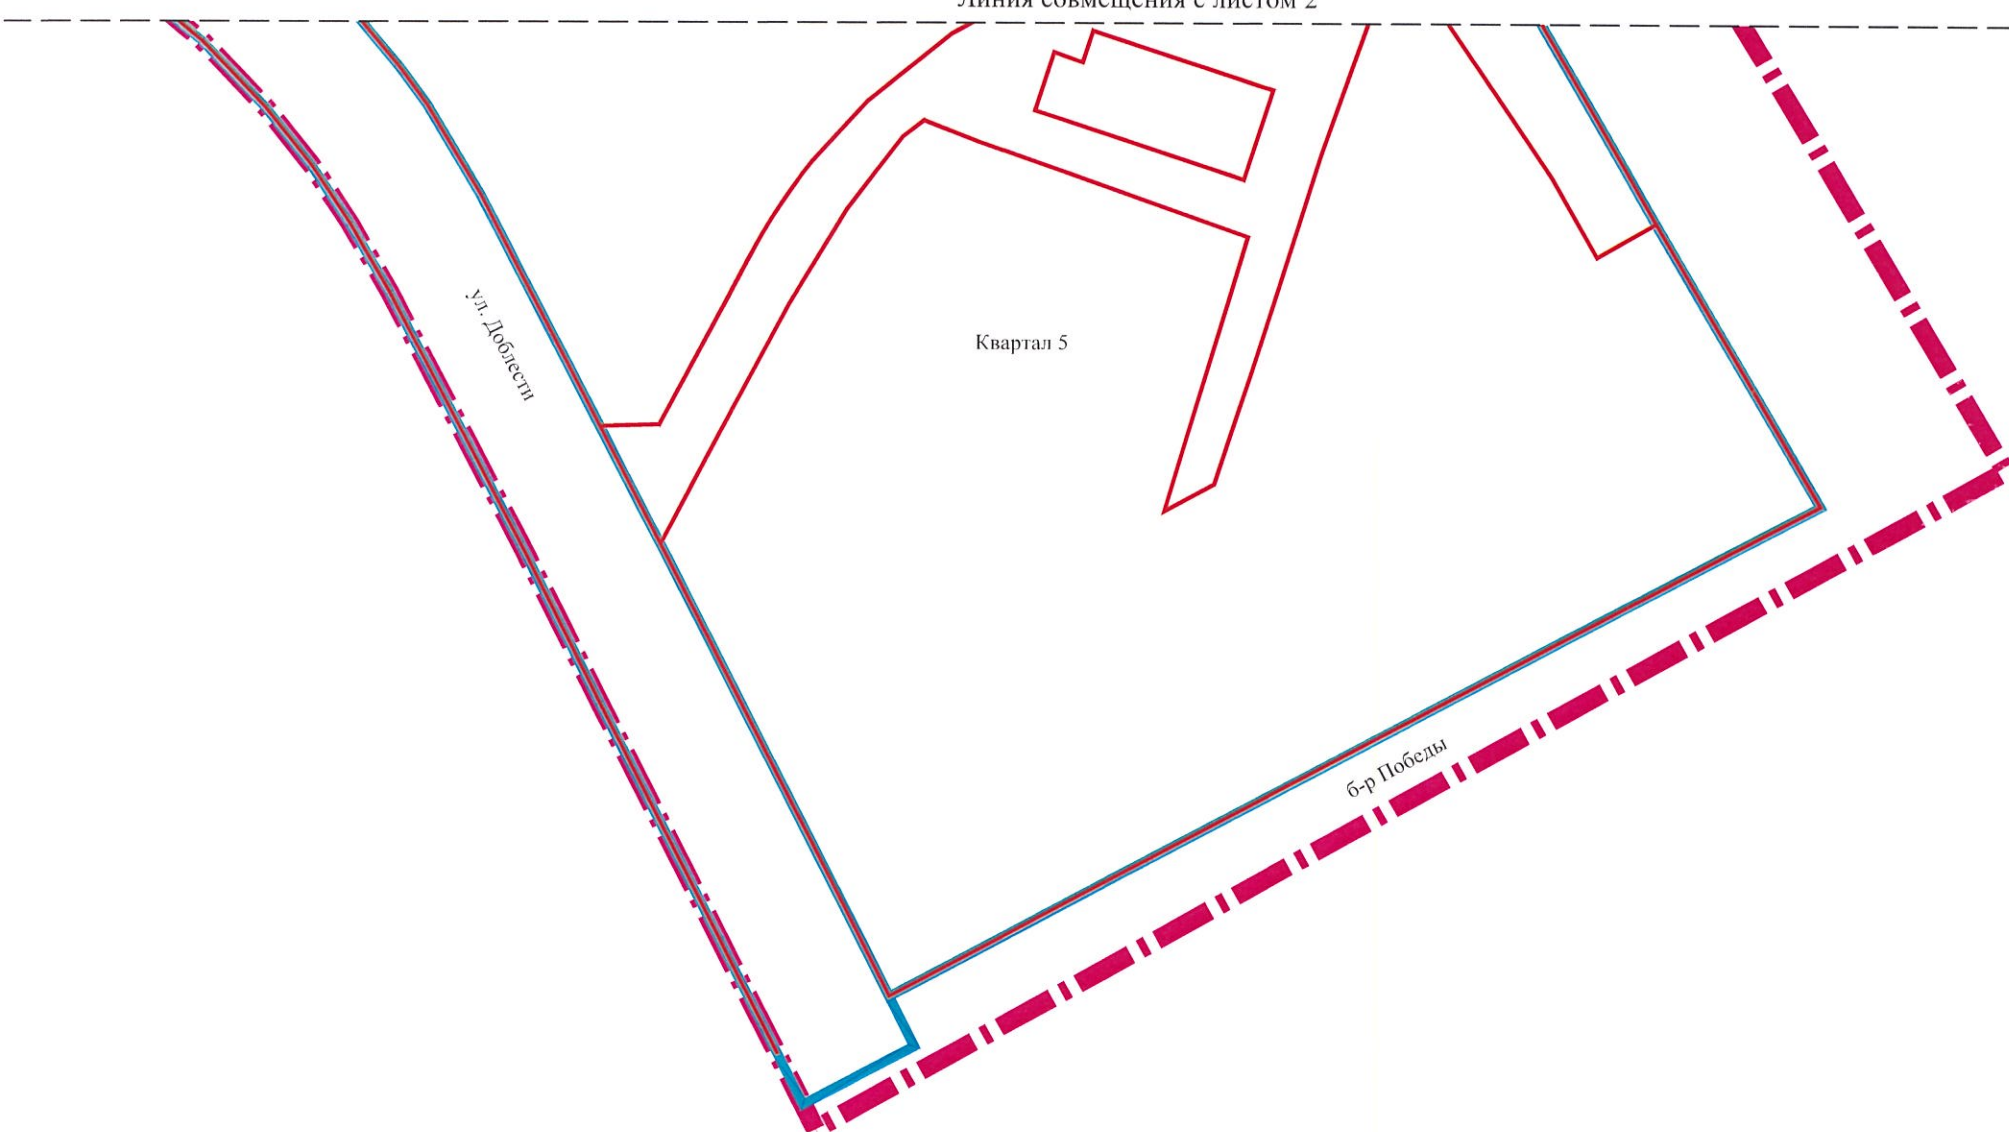 Линия совмещения с листом 2
ул. Доблести
Квартал 5
б-р Победы